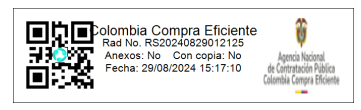 Colombia Compra Eficiente
Rad No. RS20240829012125
Anexos: No Con copia: No
Fecha: 29/08/2024 15:17:10
Agencia Nacional
de Contratación Pública
Colombia Compra Eficiente